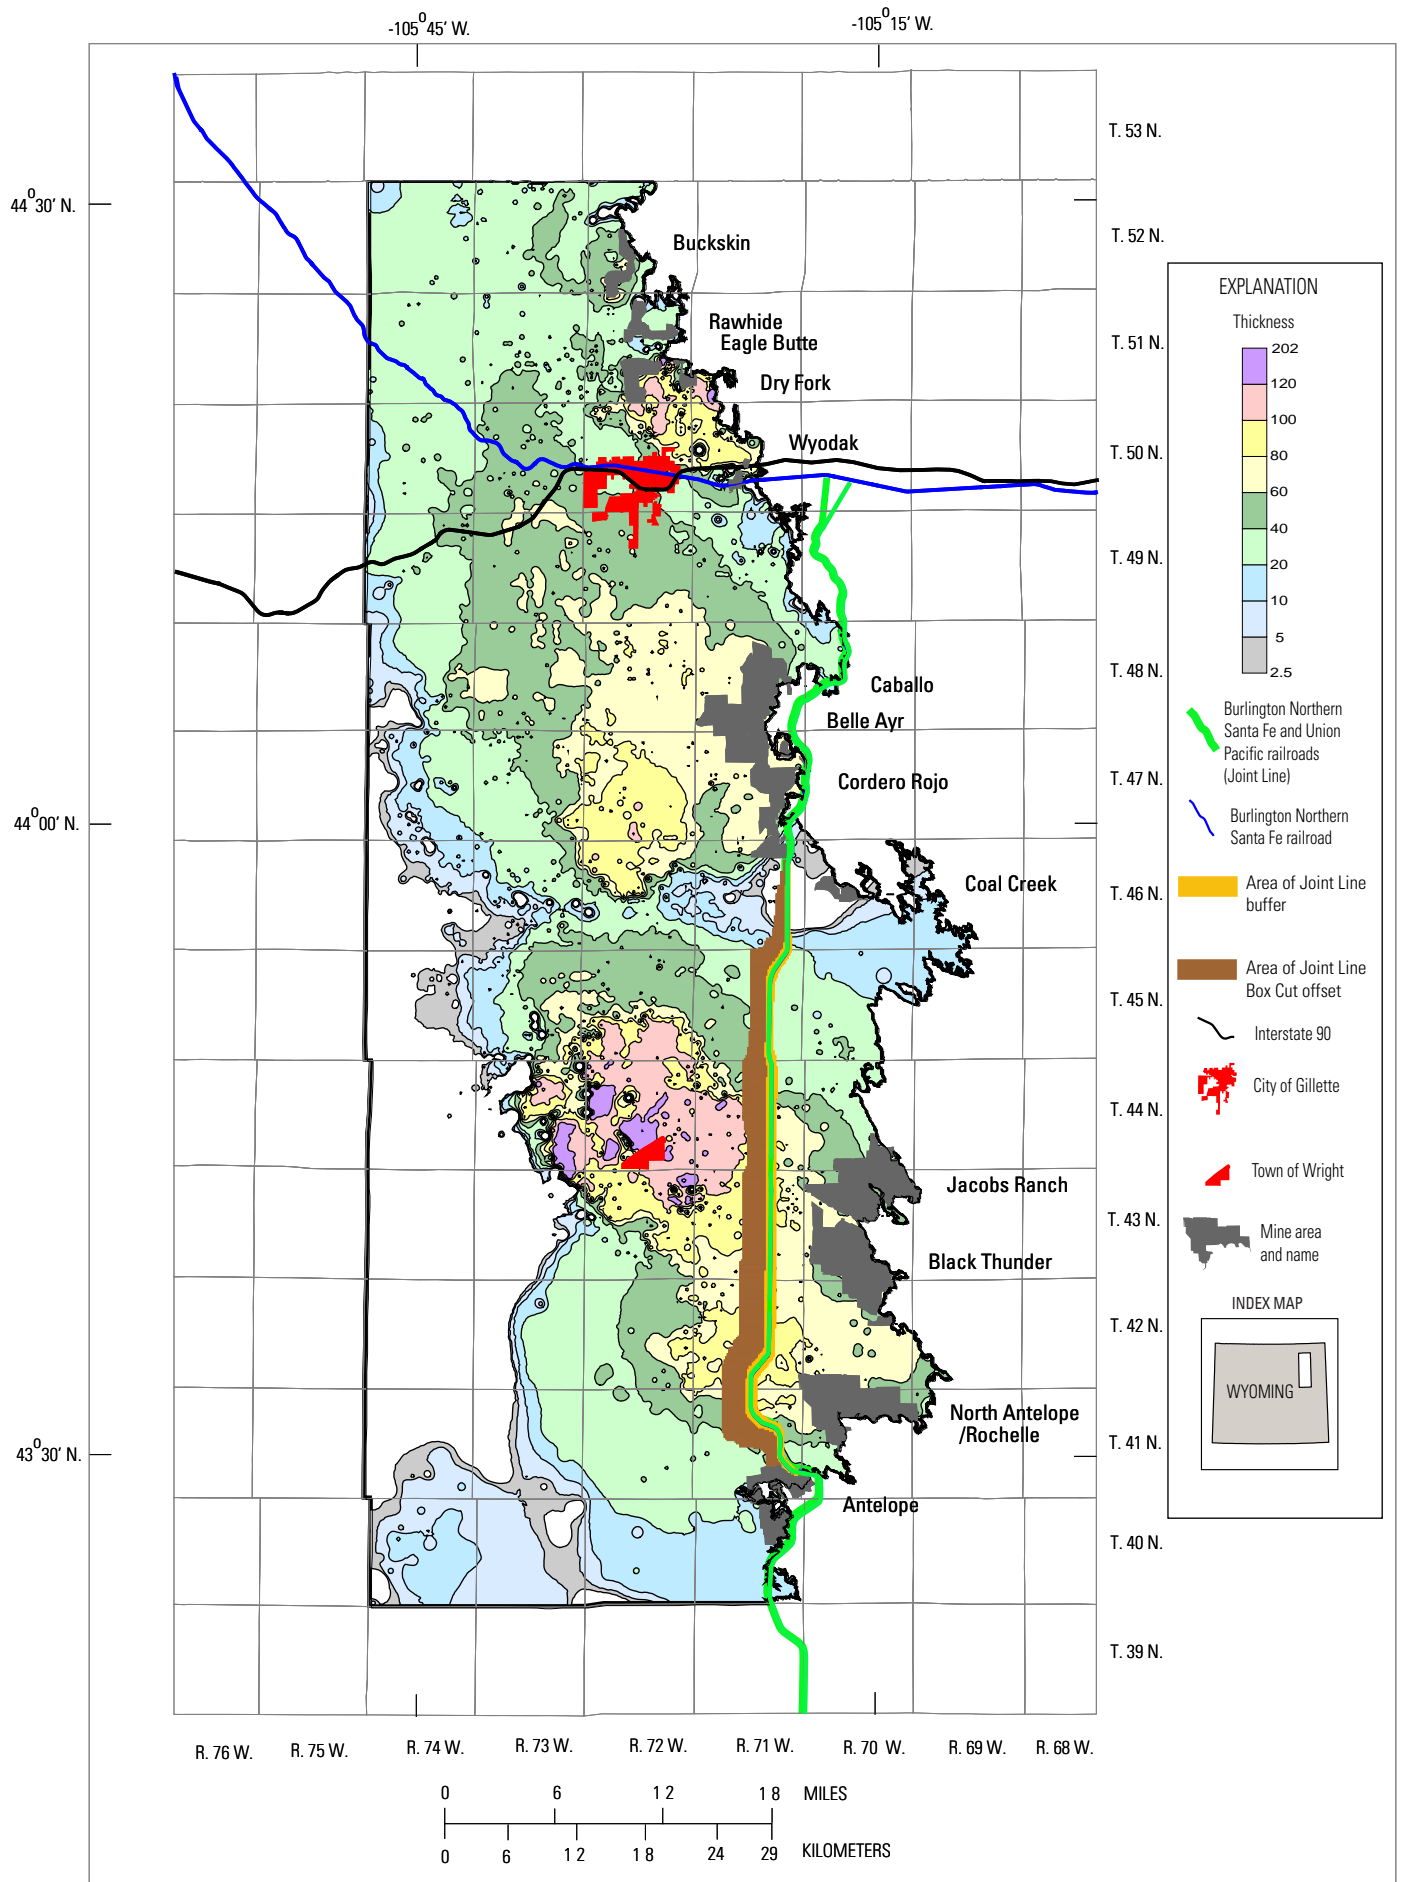 -105° 45′ W.
-105° 15′ W.
44° 30′ N.
44° 00′ N.
43° 30′ N.
T. 53 N.
T. 52 N.
T. 51 N.
T. 50 N.
T. 49 N.
T. 48 N.
T. 47 N.
T. 46 N.
T. 45 N.
T. 44 N.
T. 43 N.
T. 42 N.
T. 41 N.
T. 40 N.
T. 39 N.
Buckskin
Rawhide
Eagle Butte
Dry Fork
Wyodak
Caballo
Belle Ayr
Cordero Rojo
Coal Creek
Jacobs Ranch
Black Thunder
North Antelope
/Rochelle
Antelope
R. 76 W. R. 75 W. R. 74 W. R. 73 W. R. 72 W. R. 71 W. R. 70 W. R. 69 W. R. 68 W.
0 6 12 18 MILES
0 6 12 18 24 29 KILOMETERS
EXPLANATION
Thickness
202
120
100
80
60
40
20
10
5
2.5
Burlington Northern
Santa Fe and Union
Pacific railroads
(Joint Line)
Burlington Northern
Santa Fe railroad
Area of Joint Line
buffer
Area of Joint Line
Box Cut offset
Interstate 90
City of Gillette
Town of Wright
Mine area
and name
INDEX MAP
WYOMING